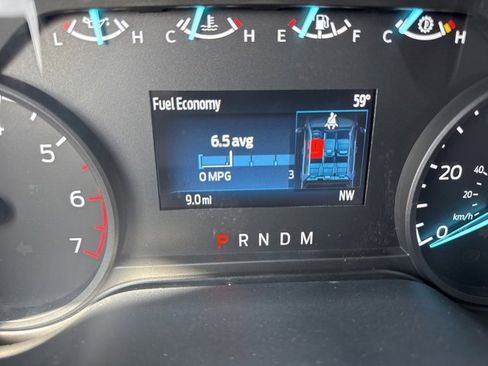 L H C H E F C H
Fuel Economy 59°
6.5 avg
0 MPG 3
9.0 mi NW
P R N D M
4
5
6
7
20
0
40
20
km/h